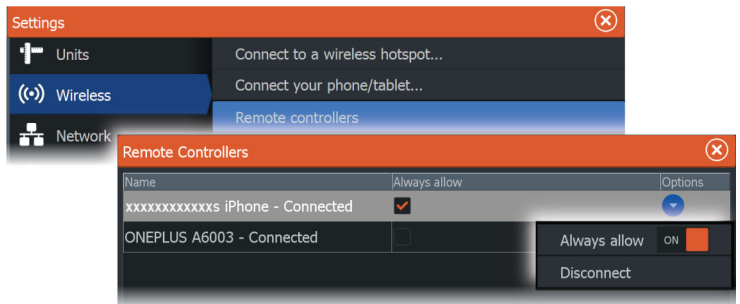 Settings
Units
Connect to a wireless hotspot...
Wireless
Connect your phone/tablet...
Remote controllers
Network
Remote Controllers
Name Always allow Options
xxxxxxxxxxxxs iPhone - Connected
ONEPLUS A6003 - Connected
Always allow ON
Disconnect